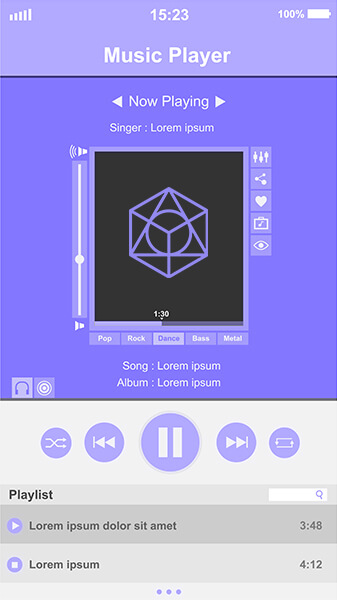 15:23 100%
Music Player
Now Playing
Singer : Lorem ipsum
1:30
Pop Rock Dance Bass Metal
Song : Lorem ipsum
Album : Lorem ipsum
Playlist
Lorem ipsum dolor sit amet 3:48
Lorem ipsum 4:12